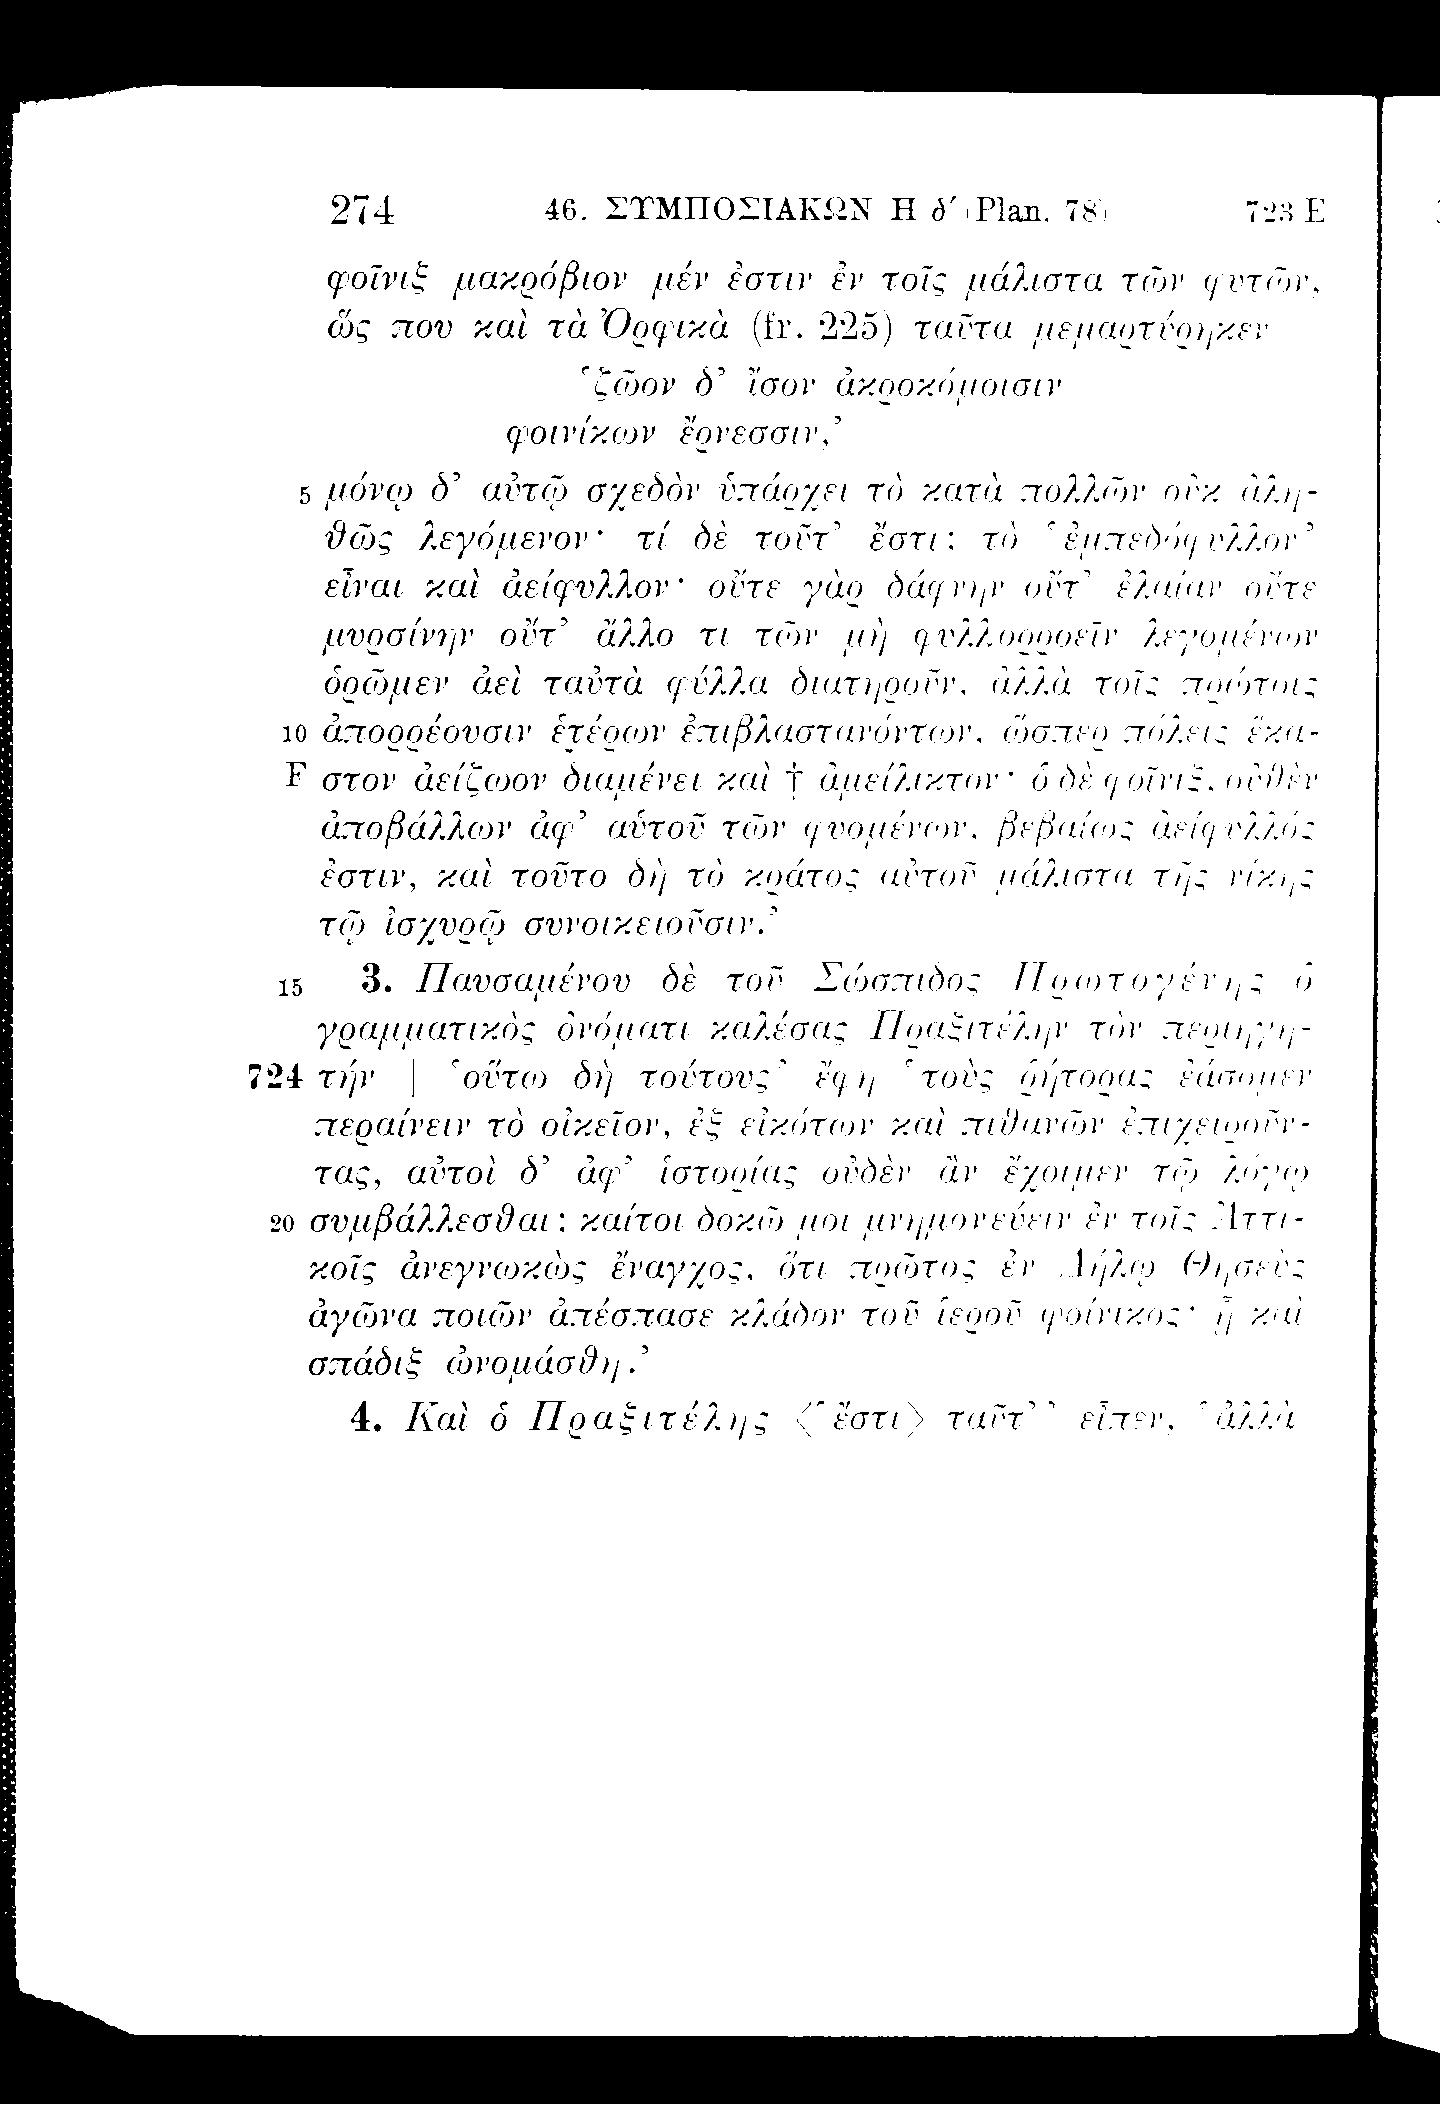 274 46. ΣΥΜΠΟΣΙΑΚΩΝ Η δ′ (Plan. 78) 723 E
φοῖνιξ μακρόβιον μέν ἐστιν ἐν τοῖς μάλιστα τῶν φυτῶν,
ὥς που καὶ τὰ Ὀρφικὰ (fr. 225) ταῦτα μεμαρτύρηκεν
‘ζῶον δ’ ἴσον ἀκροκόμοισιν
φοινίκων ἔρνεσσιν,’
5 μόνῳ δ’ αὐτῷ σχεδὸν ὑπάρχει τὸ κατὰ πολλῶν οὐκ ἀλη-
θῶς λεγόμενον· τί δὲ τοῦτ’ ἔστι; τὸ ‘ἐμπεδόφυλλον’
εἶναι καὶ ἀείφυλλον· οὔτε γὰρ δάφνην οὔτ’ ἐλαίαν οὔτε
μυρσίνην οὔτ’ ἄλλο τι τῶν μὴ φυλλορροεῖν λεγομένων
ὁρῶμεν ἀεὶ ταὐτὰ φύλλα διατηροῦν, ἀλλὰ τοῖς πρώτοις
10 ἀπορρέουσιν ἑτέρων ἐπιβλαστανόντων, ὥσπερ πόλεις ἕκα-
F στον ἀείζωον διαμένει καὶ † ἀμείλικτον· ὁ δὲ φοῖνιξ, οὐθὲν
ἀποβάλλων ἀφ’ αὑτοῦ τῶν φυομένων, βεβαίως ἀείφυλλός
ἐστιν, καὶ τοῦτο δὴ τὸ κράτος αὐτοῦ μάλιστα τῆς νίκης
τῷ ἰσχυρῷ συνοικειοῦσιν.’
15 3. Παυσαμένου δὲ τοῦ Σώσπιδος Πρωτογένης ὁ
γραμματικὸς ὀνόματι καλέσας Πραξιτέλην τὸν περιηγη-
724 τήν | ‘οὕτω δὴ τούτους’ ἔφη ‘τοὺς ῥήτορας ἐάσομεν
περαίνειν τὸ οἰκεῖον, ἐξ εἰκότων καὶ πιθανῶν ἐπιχειροῦν-
τας, αὐτοὶ δ’ ἀφ’ ἱστορίας οὐδὲν ἂν ἔχοιμεν τῷ λόγῳ
20 συμβάλλεσθαι; καίτοι δοκῶ μοι μνημονεύειν ἐν τοῖς Ἀττι-
κοῖς ἀνεγνωκὼς ἔναγχος, ὅτι πρῶτος ἐν Δήλῳ Θησεὺς
ἀγῶνα ποιῶν ἀπέσπασε κλάδον τοῦ ἱεροῦ φοίνικος· ᾗ καὶ
σπάδιξ ὠνομάσθη.’
4. Καὶ ὁ Πραξιτέλης 〈‘ἔστι〉 ταῦτ’’ εἶπεν, ‘ἀλλὰ